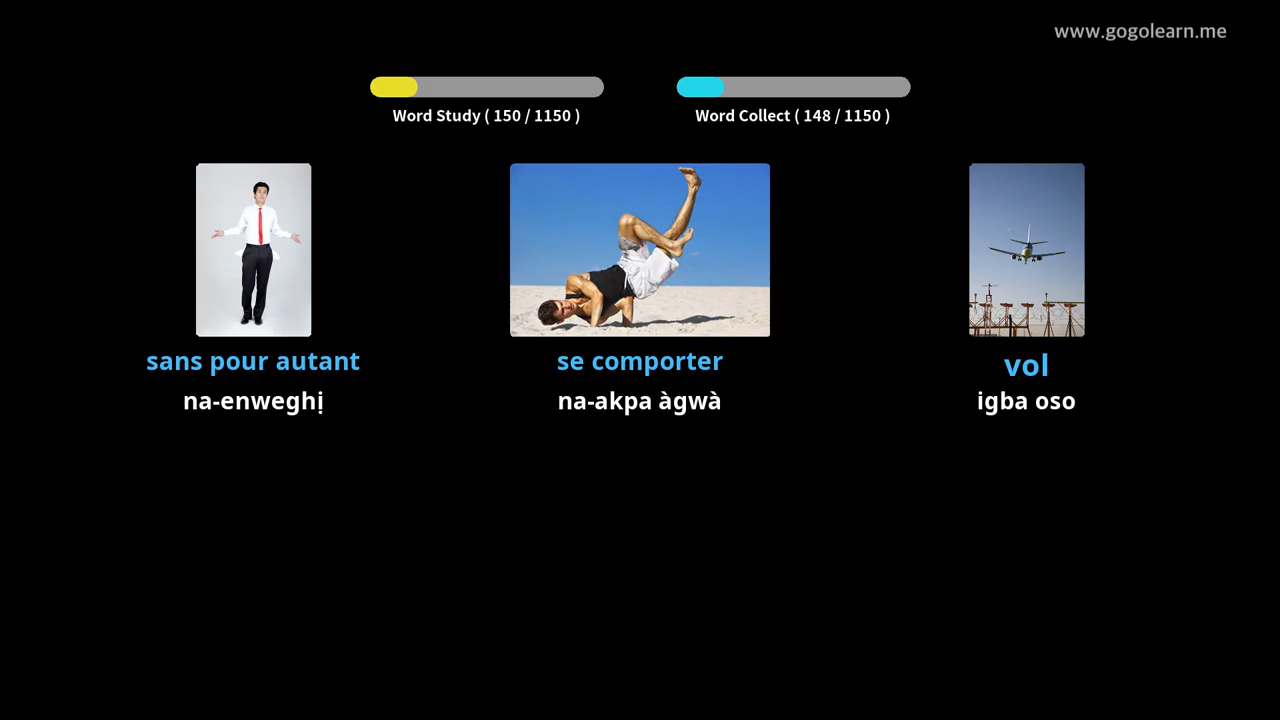 www.gogolearn.me
Word Study ( 150 / 1150 )
Word Collect ( 148 / 1150 )
sans pour autant
se comporter
vol
na-enweghị
na-akpa àgwà
igba oso